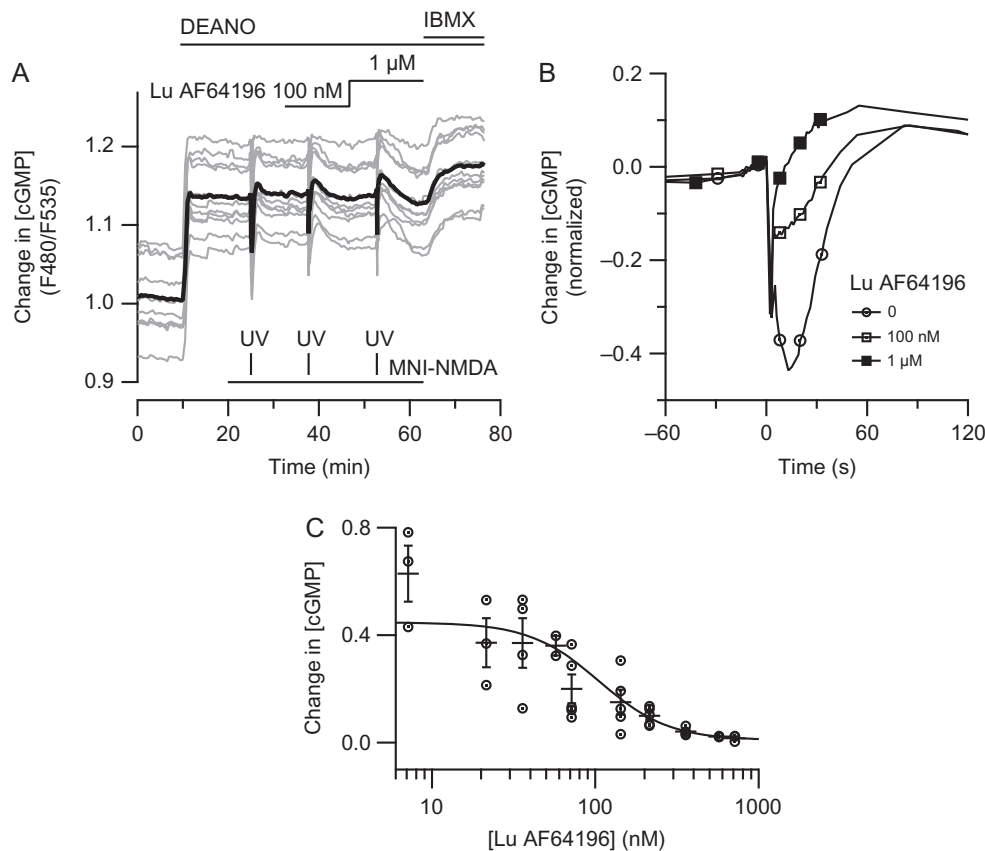 IBMX
DEANO
A
1 µM
Lu AF64196 100 nM
Change in [cGMP]
(F480/F535)
1.2
1.1
1.0
0.9
UV UV UV
MNI-NMDA
0 20 40 60 80
Time (min)
B
Change in [cGMP]
(normalized)
0.2
0.0
−0.2
−0.4
Lu AF64196
0
100 nM
1 µM
−60 0 60 120
Time (s)
C
Change in [cGMP]
0.8
0.4
0.0
10 100 1000
[Lu AF64196] (nM)